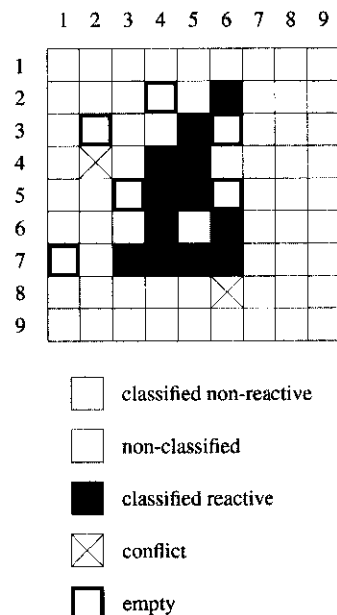 1 2 3 4 5 6 7 8 9
1
2
3
4
5
6
7
8
9
classified non-reactive
non-classified
classified reactive
conflict
empty